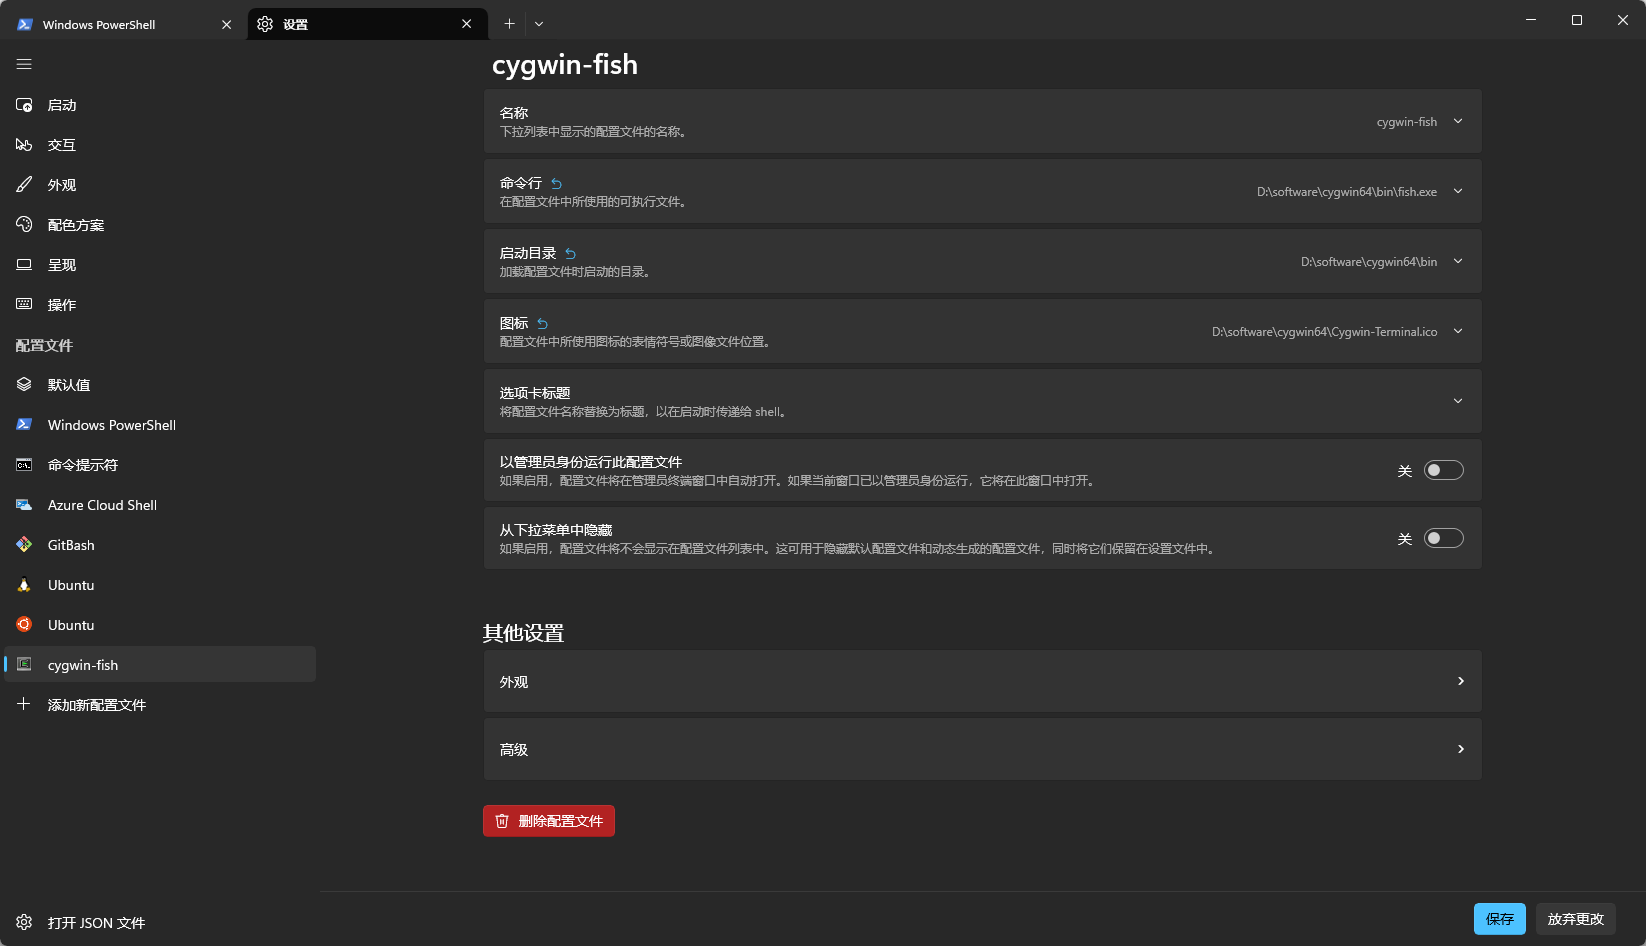 Windows PowerShell
设置
启动
交互
外观
配色方案
呈现
操作
配置文件
默认值
Windows PowerShell
命令提示符
Azure Cloud Shell
GitBash
Ubuntu
Ubuntu
cygwin-fish
添加新配置文件
打开 JSON 文件
cygwin-fish
名称
下拉列表中显示的配置文件的名称。
cygwin-fish
命令行
在配置文件中所使用的可执行文件。
D:\software\cygwin64\bin\fish.exe
启动目录
加载配置文件时启动的目录。
D:\software\cygwin64\bin
图标
配置文件中所使用图标的表情符号或图像文件位置。
D:\software\cygwin64\Cygwin-Terminal.ico
选项卡标题
将配置文件名称替换为标题，以在启动时传递给 shell。
以管理员身份运行此配置文件
如果启用，配置文件将在管理员终端窗口中自动打开。如果当前窗口已以管理员身份运行，它将在此窗口中打开。
关
从下拉菜单中隐藏
如果启用，配置文件将不会显示在配置文件列表中。这可用于隐藏默认配置文件和动态生成的配置文件，同时将它们保留在设置文件中。
关
其他设置
外观
高级
删除配置文件
保存
放弃更改